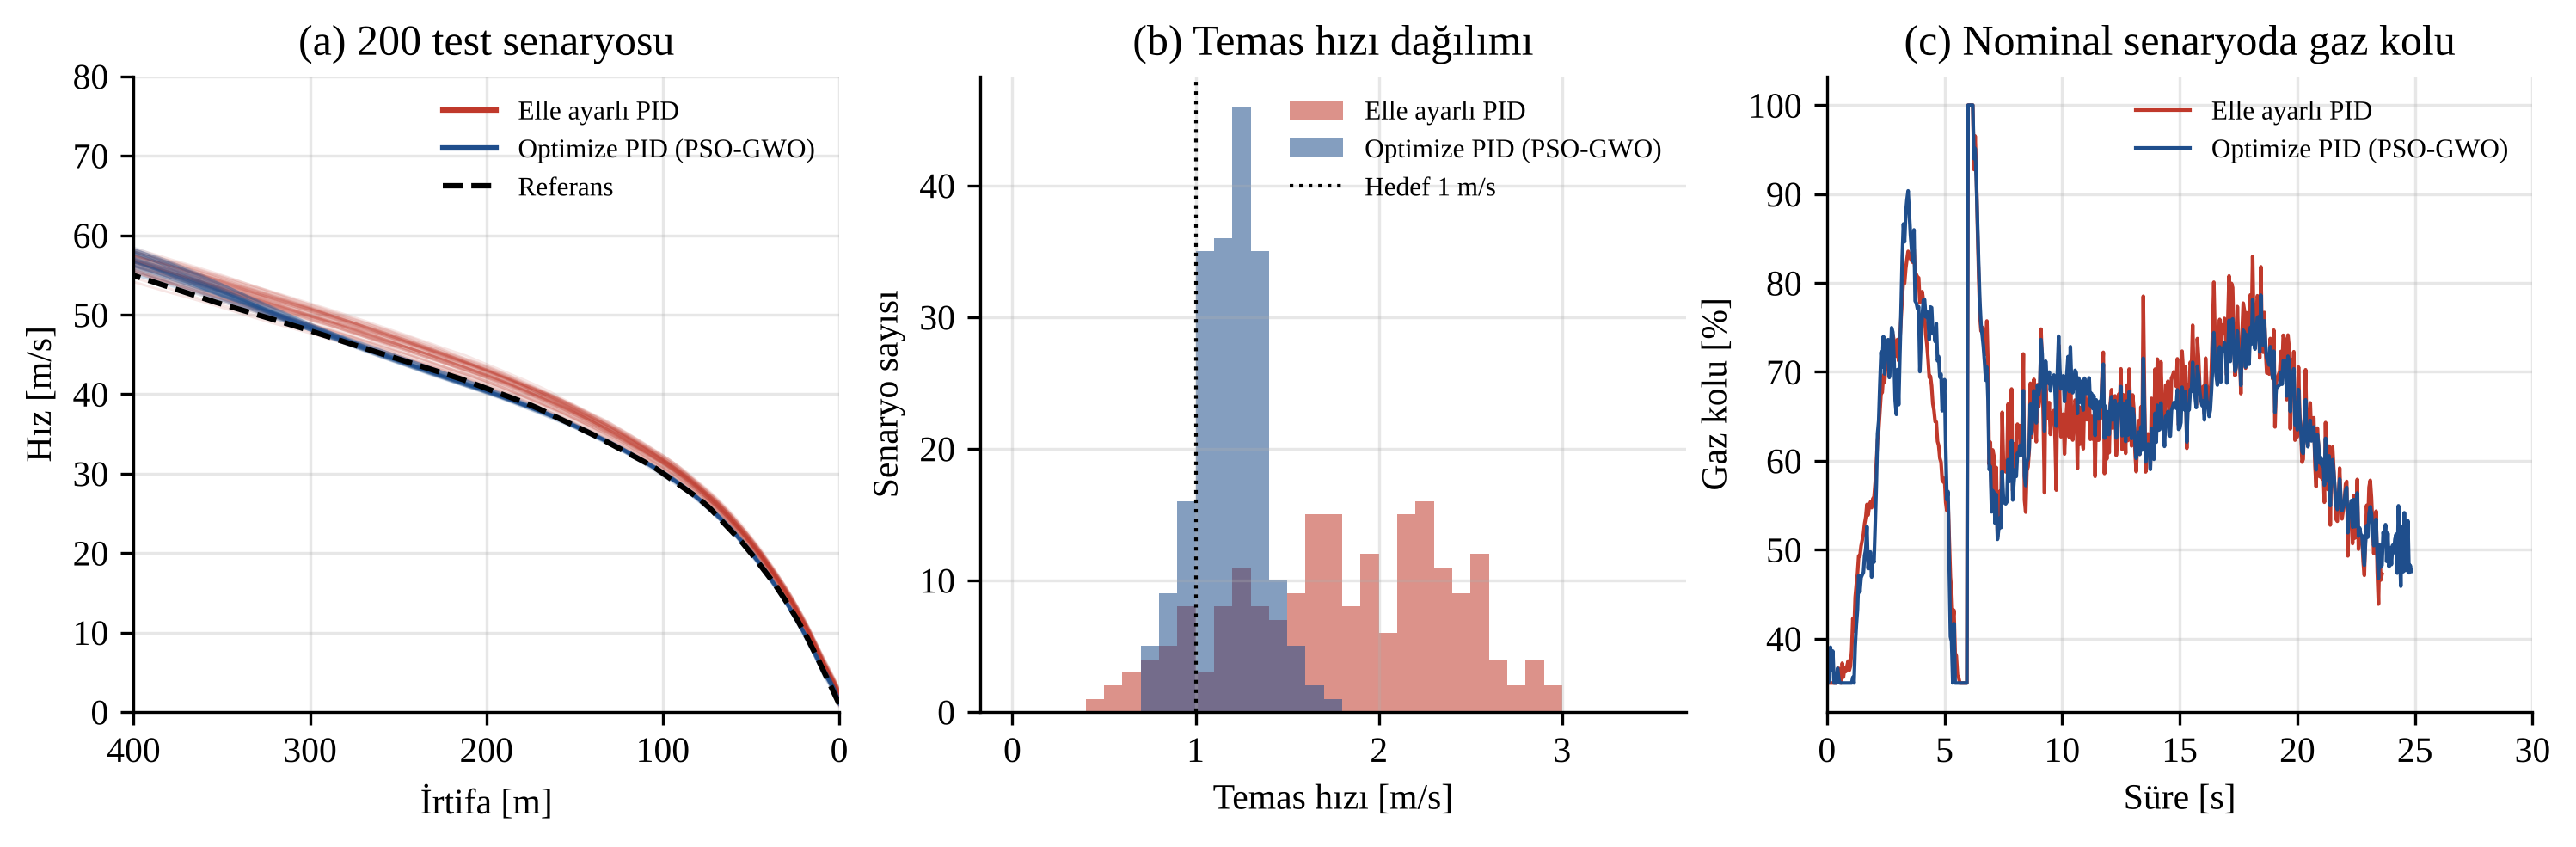 (a) 200 test senaryosu
80
70
60
50
40
30
20
10
0
Hız [m/s]
Elle ayarlı PID
Optimize PID (PSO-GWO)
Referans
400
300
200
100
0
İrtifa [m]
(b) Temas hızı dağılımı
40
30
20
10
0
Senaryo sayısı
Elle ayarlı PID
Optimize PID (PSO-GWO)
Hedef 1 m/s
0
1
2
3
Temas hızı [m/s]
(c) Nominal senaryoda gaz kolu
100
90
80
70
60
50
40
Gaz kolu [%]
Elle ayarlı PID
Optimize PID (PSO-GWO)
0
5
10
15
20
25
30
Süre [s]